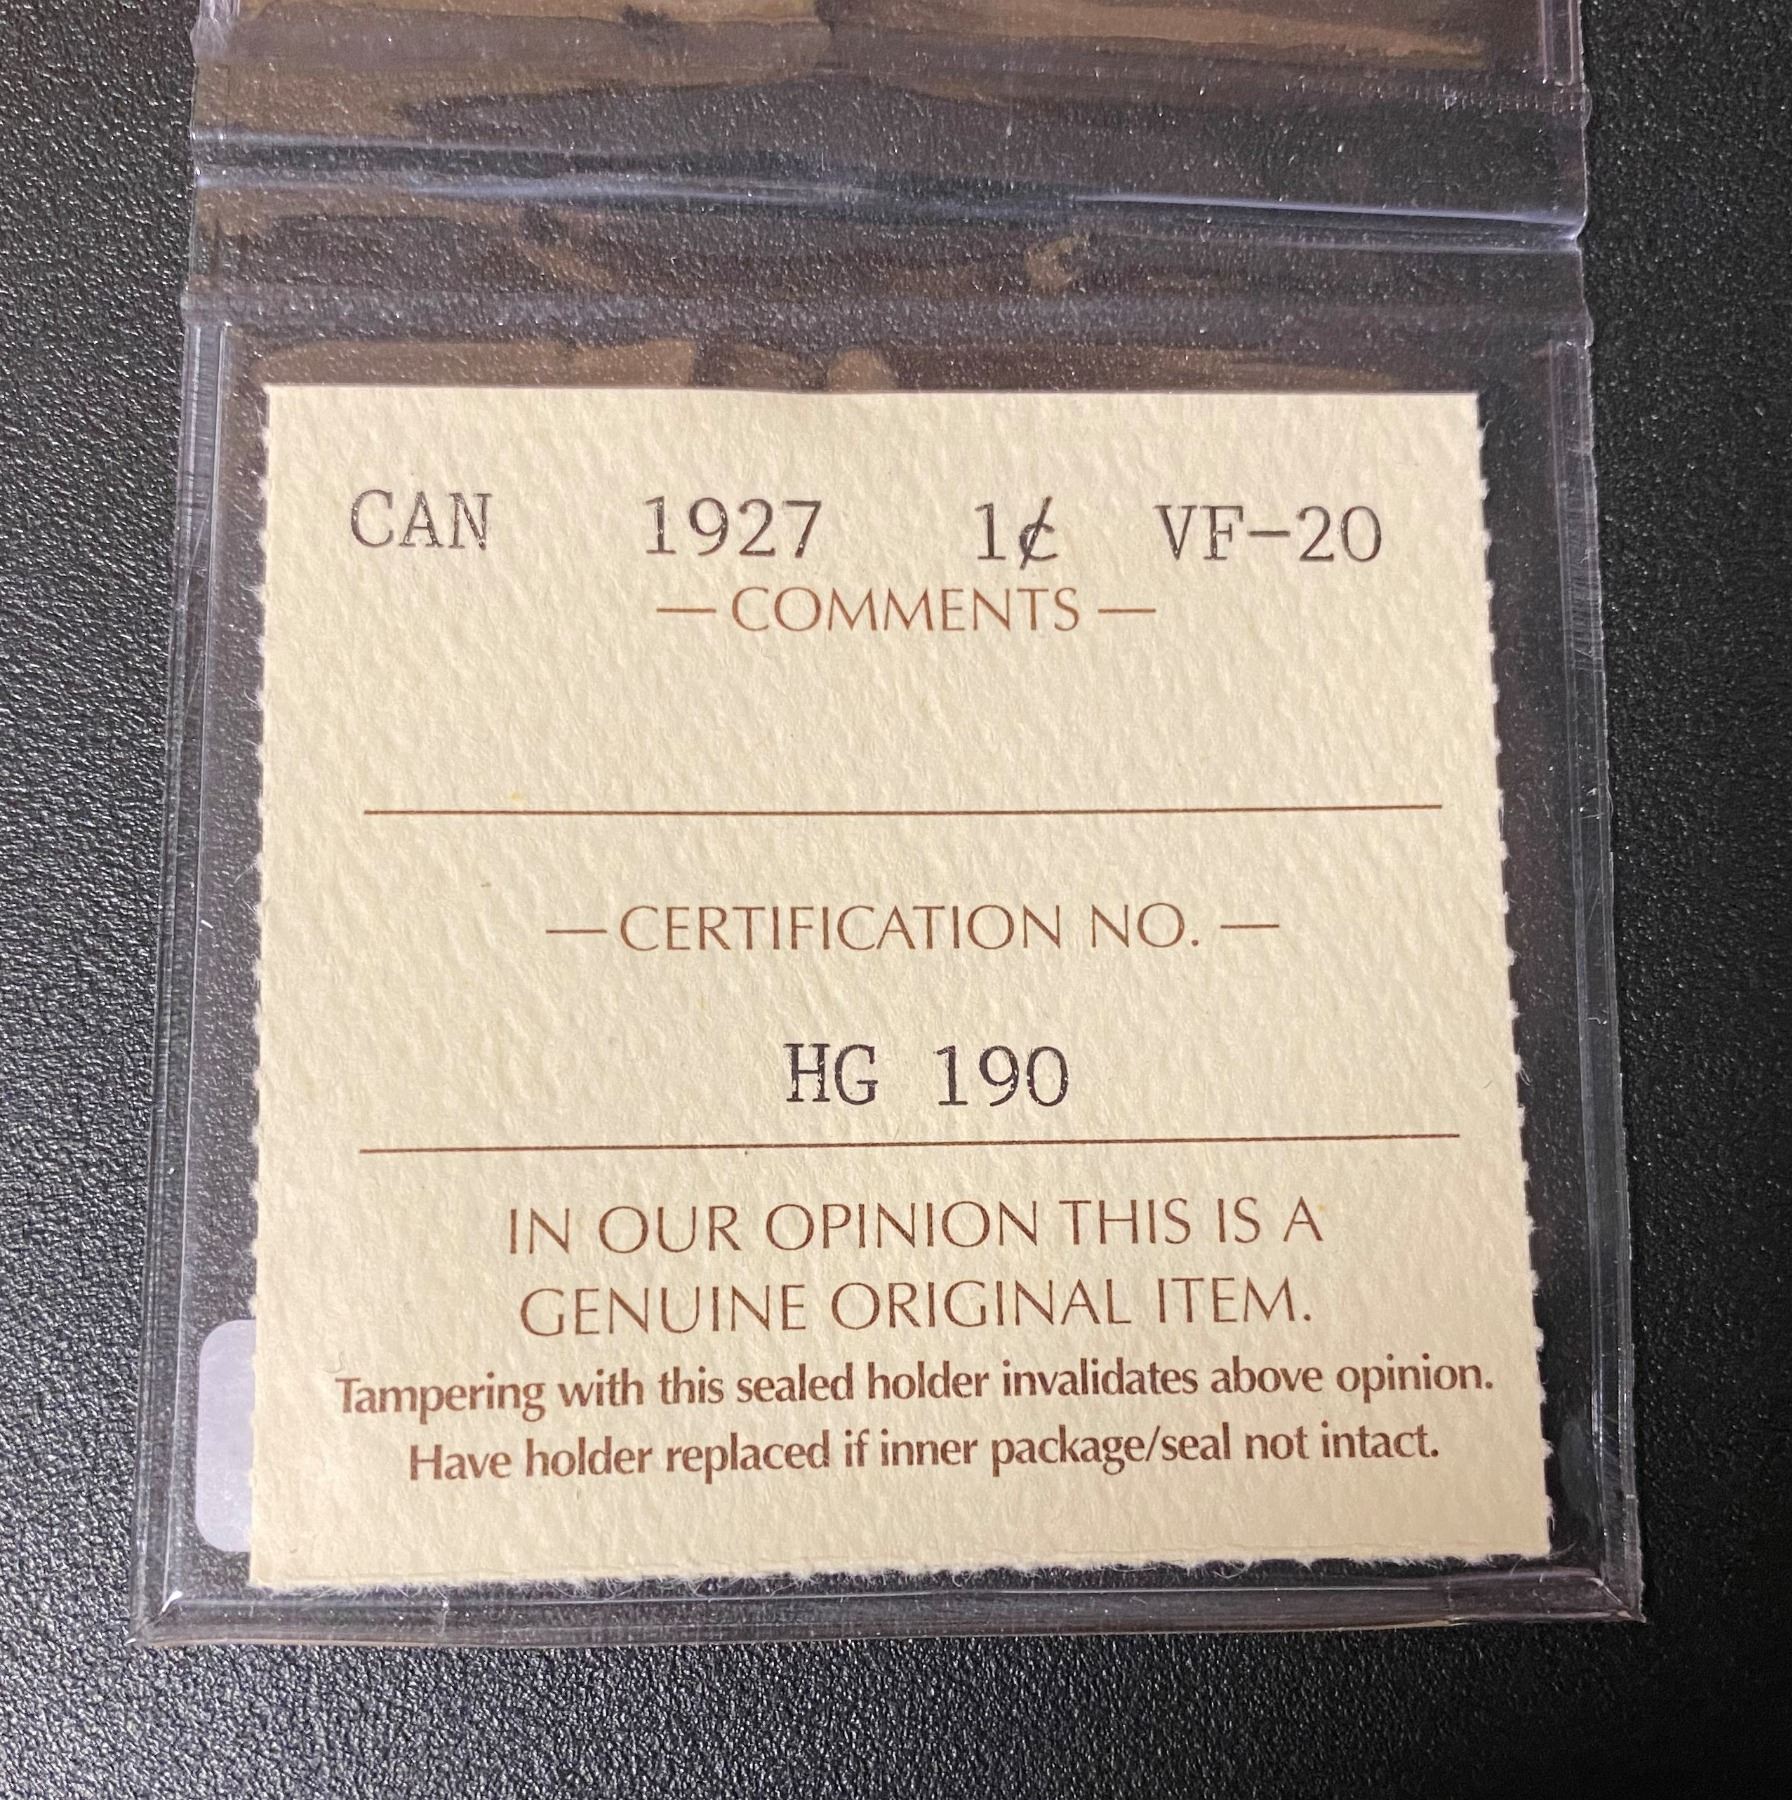 CAN 1927 1¢ VF-20
— COMMENTS —
— CERTIFICATION NO. —
HG 190
IN OUR OPINION THIS IS A
GENUINE ORIGINAL ITEM.
Tampering with this sealed holder invalidates above opinion.
Have holder replaced if inner package/seal not intact.